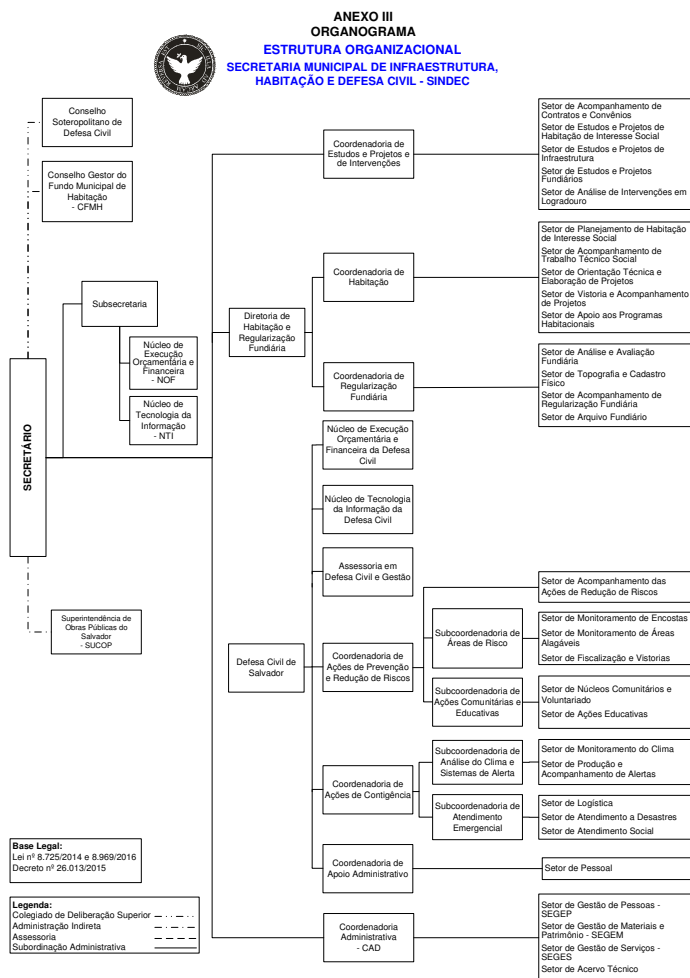 ANEXO III
ORGANOGRAMA
ESTRUTURA ORGANIZACIONAL
SECRETARIA MUNICIPAL DE INFRAESTRUTURA,
HABITAÇÃO E DEFESA CIVIL - SINDEC
Conselho
Soteropolitano de
Defesa Civil
Conselho Gestor do
Fundo Municipal de
Habitação
- CFMH
Subsecretaria
Núcleo de
Execução
Orçamentária e
Financeira
- NOF
Núcleo de
Tecnologia da
Informação
- NTI
SECRETÁRIO
Superintendência de
Obras Públicas do
Salvador
- SUCOP
Coordenadoria de
Estudos e Projetos e
de Intervenções
Setor de Acompanhamento de
Contratos e Convênios
Setor de Estudos e Projetos de
Habitação de Interesse Social
Setor de Estudos e Projetos de
Infraestrutura
Setor de Estudos e Projetos
Fundiários
Setor de Análise de Intervenções em
Logradouro
Diretoria de
Habitação e
Regularização
Fundiária
Coordenadoria de
Habitação
Setor de Planejamento de Habitação
de Interesse Social
Setor de Acompanhamento de
Trabalho Técnico Social
Setor de Orientação Técnica e
Elaboração de Projetos
Setor de Vistoria e Acompanhamento
de Projetos
Setor de Apoio aos Programas
Habitacionais
Coordenadoria de
Regularização
Fundiária
Setor de Análise e Avaliação
Fundiária
Setor de Topografia e Cadastro
Físico
Setor de Acompanhamento de
Regularização Fundiária
Setor de Arquivo Fundiário
Defesa Civil de
Salvador
Núcleo de Execução
Orçamentária e
Financeira da Defesa
Civil
Núcleo de Tecnologia
da Informação da
Defesa Civil
Assessoria em
Defesa Civil e Gestão
Coordenadoria de
Ações de Prevenção
e Redução de Riscos
Setor de Acompanhamento das
Ações de Redução de Riscos
Subcoordenadoria de
Áreas de Risco
Setor de Monitoramento de Encostas
Setor de Monitoramento de Áreas
Alagáveis
Setor de Fiscalização e Vistorias
Subcoordenadoria de
Ações Comunitárias e
Educativas
Setor de Núcleos Comunitários e
Voluntariado
Setor de Ações Educativas
Coordenadoria de
Ações de Contigência
Subcoordenadoria de
Análise do Clima e
Sistemas de Alerta
Setor de Monitoramento do Clima
Setor de Produção e
Acompanhamento de Alertas
Subcoordenadoria de
Atendimento
Emergencial
Setor de Logística
Setor de Atendimento a Desastres
Setor de Atendimento Social
Coordenadoria de
Apoio Administrativo
Setor de Pessoal
Coordenadoria
Administrativa
- CAD
Setor de Gestão de Pessoas -
SEGEP
Setor de Gestão de Materiais e
Patrimônio - SEGEM
Setor de Gestão de Serviços -
SEGES
Setor de Acervo Técnico
Base Legal:
Lei nº 8.725/2014 e 8.969/2016
Decreto nº 26.013/2015
Legenda:
Colegiado de Deliberação Superior
Administração Indireta
Assessoria
Subordinação Administrativa